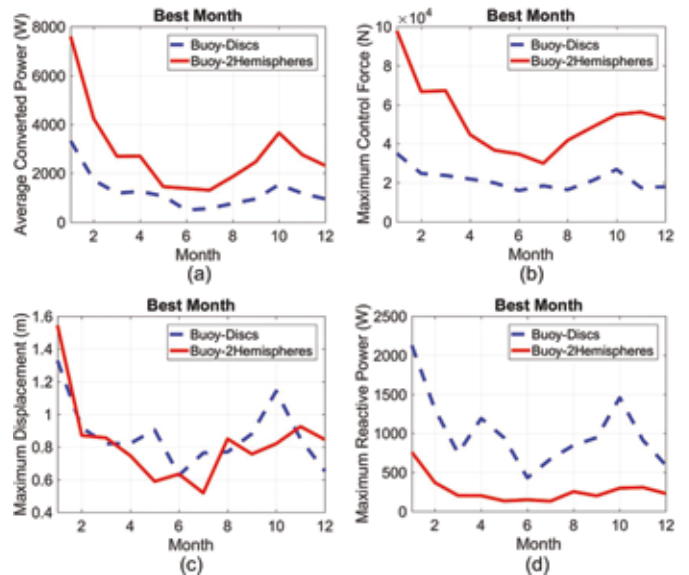 Best Month
Average Converted Power (W)
8000
6000
4000
2000
0
Buoy-Discs
Buoy-2Hemispheres
2 4 6 8 10 12
Month
(a)
Best Month
× 10⁴
Maximum Control Force (N)
10
8
6
4
2
0
Buoy-Discs
Buoy-2Hemispheres
2 4 6 8 10 12
Month
(b)
Best Month
Maximum Displacement (m)
1.6
1.4
1.2
1
0.8
0.6
0.4
Buoy-Discs
Buoy-2Hemispheres
2 4 6 8 10 12
Month
(c)
Best Month
Maximum Reactive Power (W)
2500
2000
1500
1000
500
0
Buoy-Discs
Buoy-2Hemispheres
2 4 6 8 10 12
Month
(d)